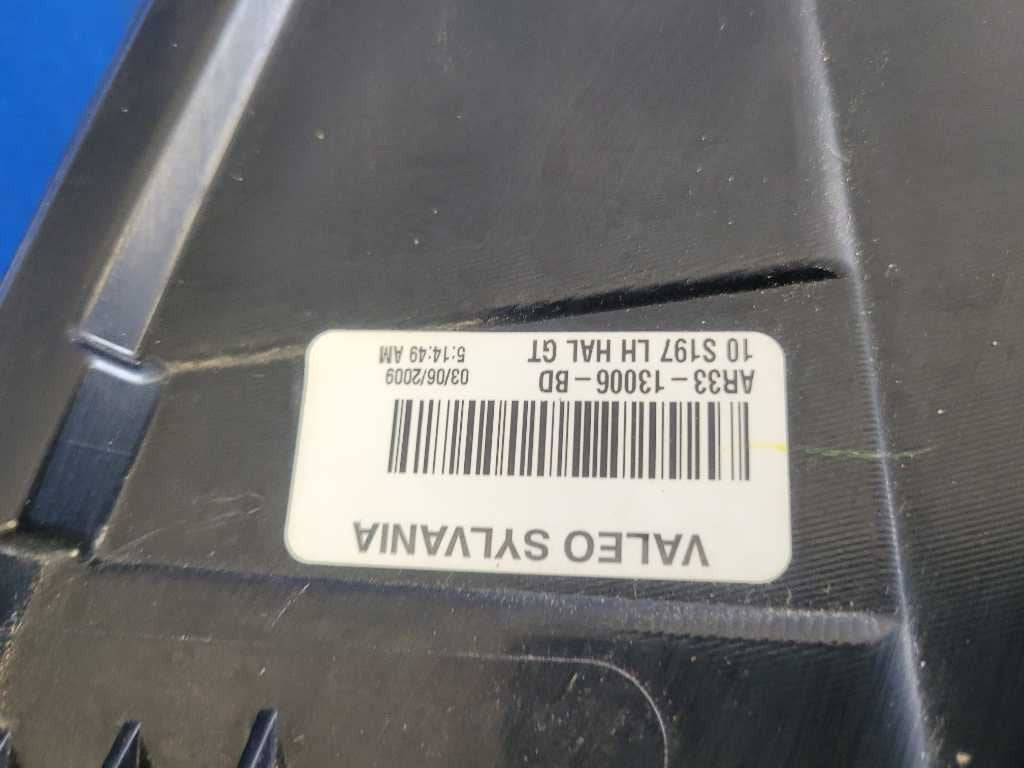 VALEO SYLVANIA
AR33-13006-BD 03/06/2009
10 S197 LH HAL GT 5:14:49 AM